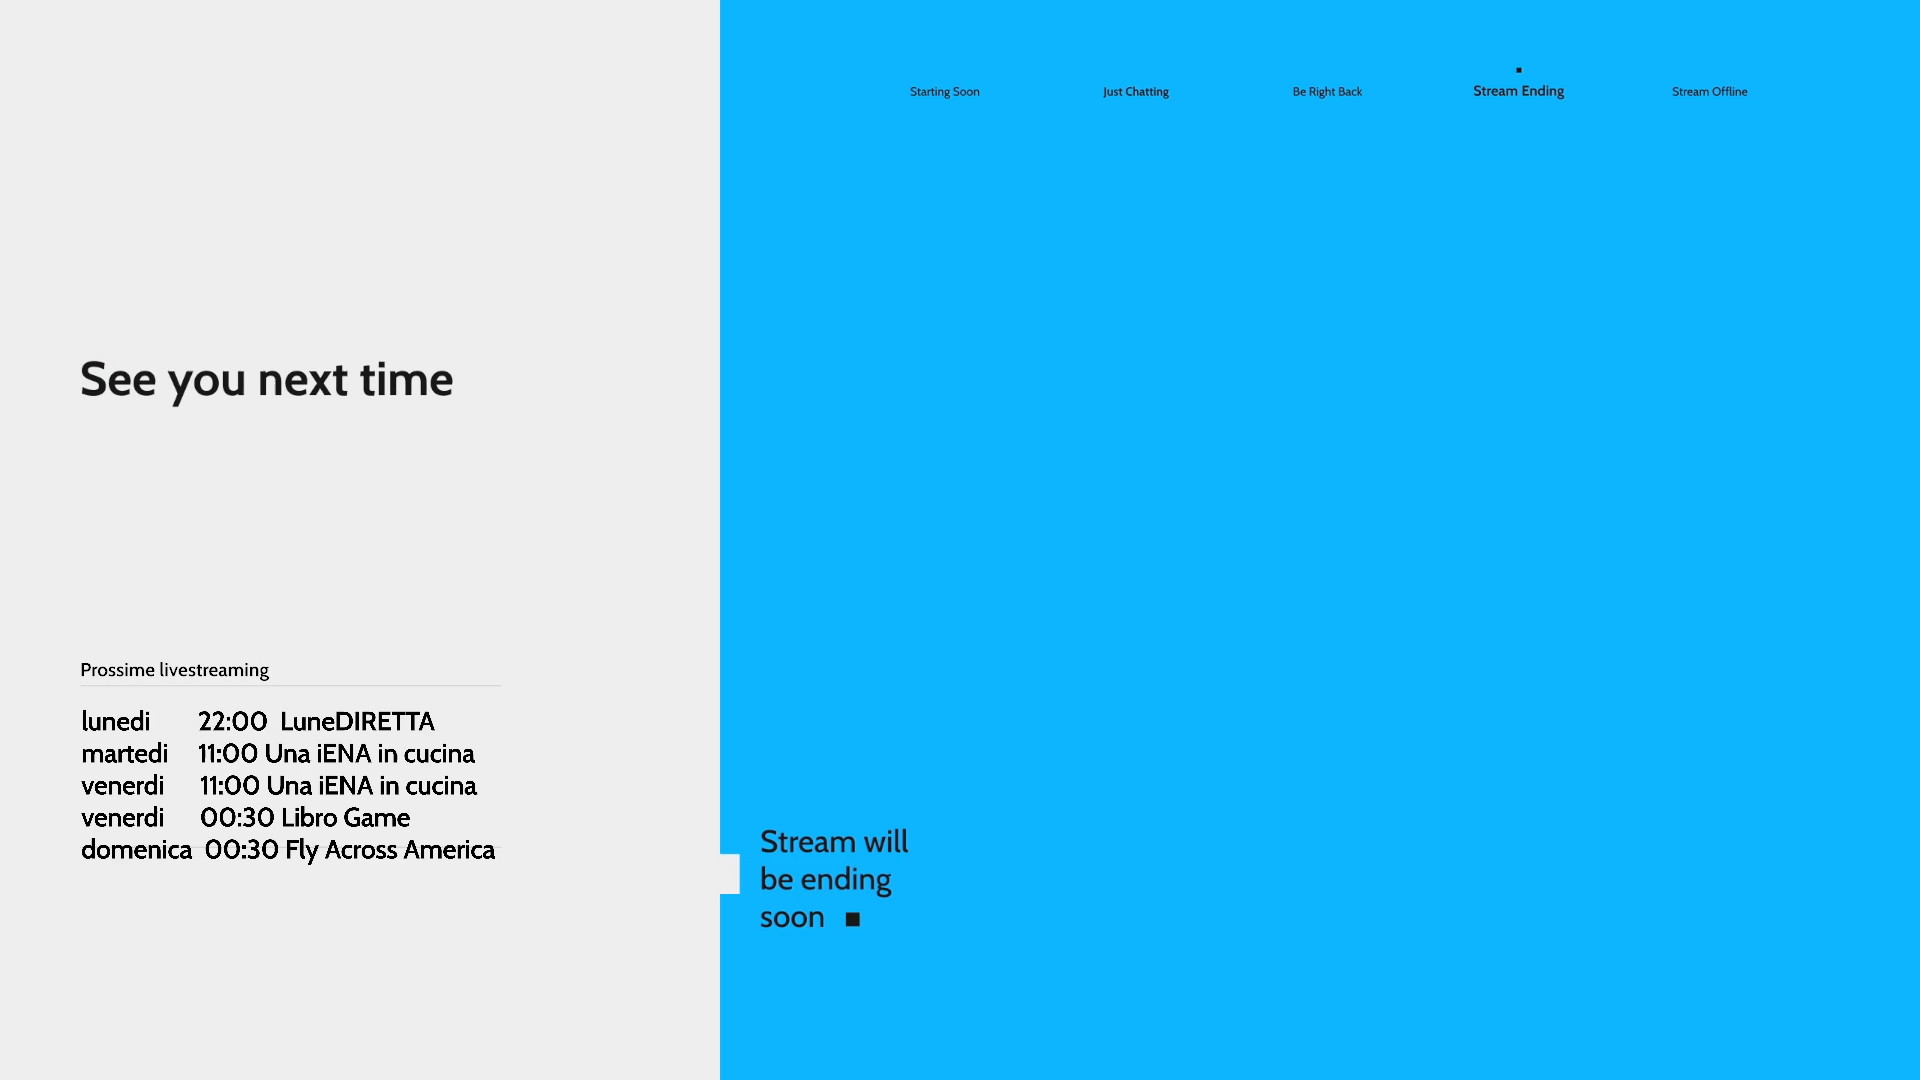 Starting Soon
Just Chatting
Be Right Back
Stream Ending
Stream Offline
See you next time
Prossime livestreaming
lunedi 22:00 LuneDIRETTA
martedi 11:00 Una iENA in cucina
venerdi 11:00 Una iENA in cucina
venerdi 00:30 Libro Game
domenica 00:30 Fly Across America
Stream will
be ending
soon